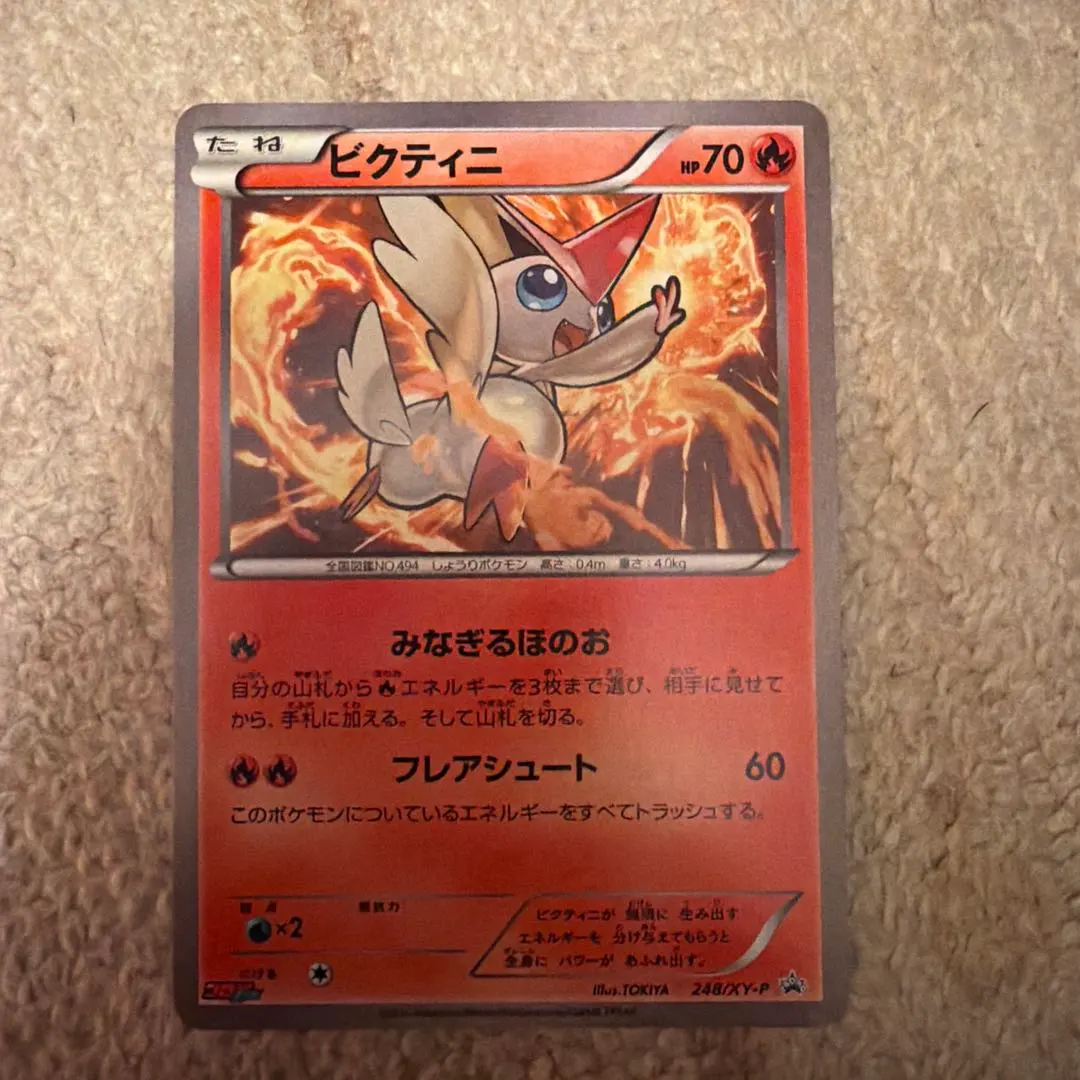 たね
ビクティニ
HP70
全国図鑑NO.494 しょうりポケモン 高さ:0.4m 重さ:4.0kg
みなぎるほのお
自分の山札からエネルギーを3枚まで選び、相手に見せて
から、手札に加える。そして山札を切る。
フレアシュート 60
このポケモンについているエネルギーをすべてトラッシュする。
弱点 抵抗力
×2
ビクティニが 無限に 生み出す
エネルギーを 分け与えてもらうと
全身に パワーが あふれ出す。
Illus.TOKIYA 248/XY-P